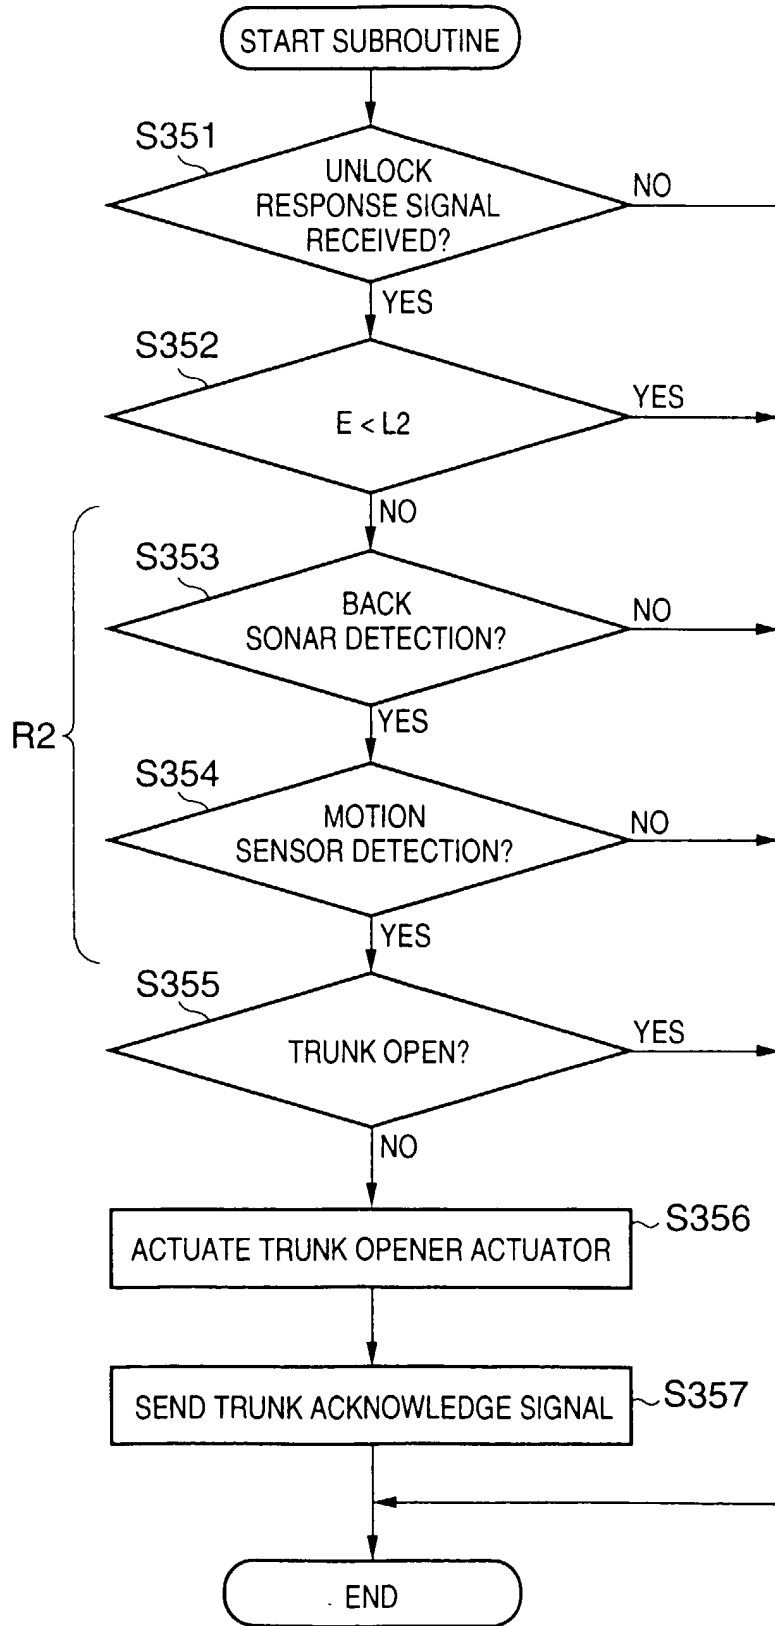 START SUBROUTINE
S351
UNLOCK
RESPONSE SIGNAL
RECEIVED?
NO
YES
S352
E < L2
YES
NO
R2
S353
BACK
SONAR DETECTION?
NO
YES
S354
MOTION
SENSOR DETECTION?
NO
YES
S355
TRUNK OPEN?
YES
NO
ACTUATE TRUNK OPENER ACTUATOR
S356
SEND TRUNK ACKNOWLEDGE SIGNAL
S357
END